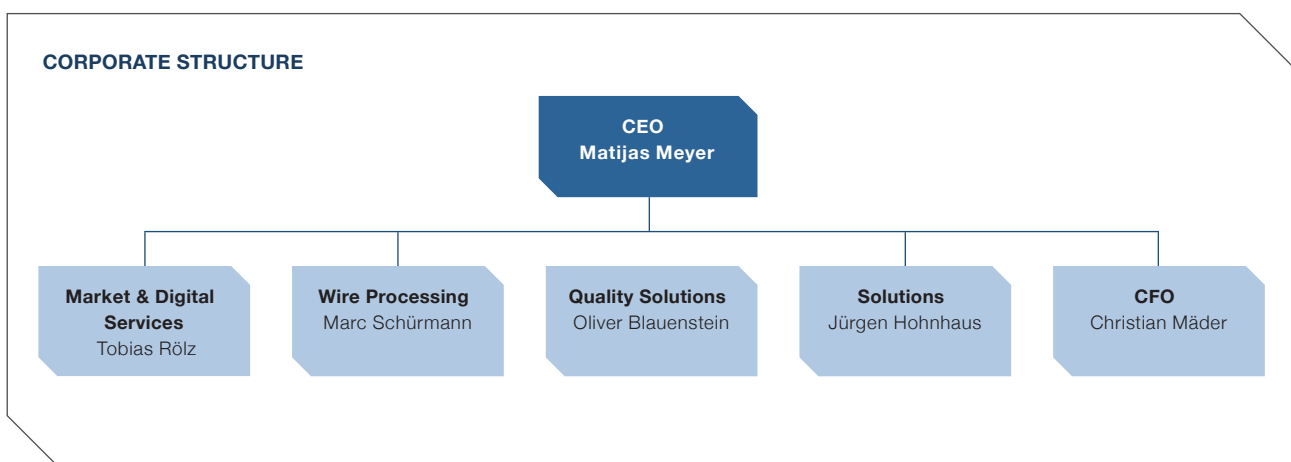 CORPORATE STRUCTURE
CEO
Matijas Meyer
Market & Digital
Services
Tobias Rölz
Wire Processing
Marc Schürmann
Quality Solutions
Oliver Blauenstein
Solutions
Jürgen Hohnhaus
CFO
Christian Mäder